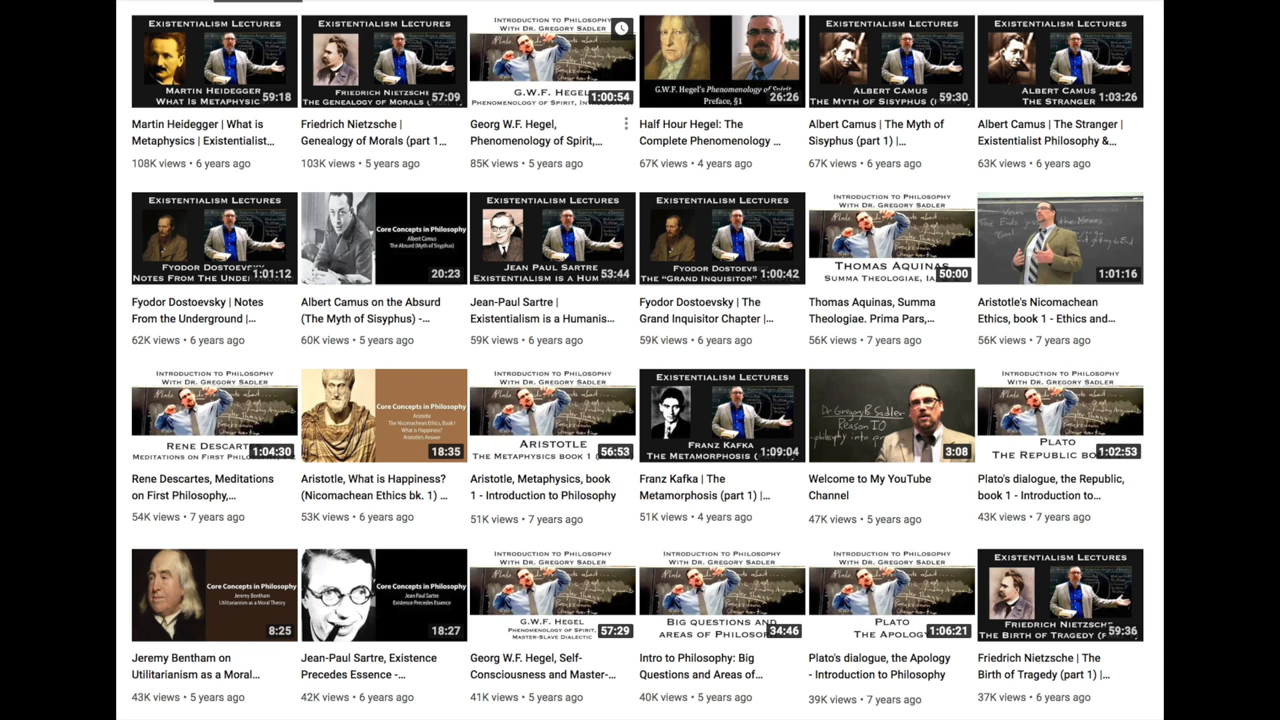 EXISTENTIALISM LECTURES
MARTIN HEIDEGGER
WHAT IS METAPHYSIC
59:18
Martin Heidegger | What is
Metaphysics | Existentialist...
108K views • 6 years ago
EXISTENTIALISM LECTURES
FRIEDRICH NIETZSCHE
THE GENEALOGY OF MORALS
57:09
Friedrich Nietzsche |
Genealogy of Morals (part 1...
103K views • 5 years ago
INTRODUCTION TO PHILOSOPHY
WITH DR. GREGORY SADLER
G.W.F. HEGEL
PHENOMENOLOGY OF SPIRIT,
1:00:54
Georg W.F. Hegel,
Phenomenology of Spirit,...
85K views • 5 years ago
G.W.F. Hegel's Phenomenology of Spirit
Preface, §1
26:26
Half Hour Hegel: The
Complete Phenomenology ...
67K views • 4 years ago
EXISTENTIALISM LECTURES
ALBERT CAMUS
THE MYTH OF SISYPHUS
59:30
Albert Camus | The Myth of
Sisyphus (part 1) |...
67K views • 6 years ago
EXISTENTIALISM LECTURES
ALBERT CAMUS
THE STRANGER
1:03:26
Albert Camus | The Stranger |
Existentialist Philosophy &...
63K views • 6 years ago
EXISTENTIALISM LECTURES
FYODOR DOSTOEV
NOTES FROM THE UNDE
1:01:12
Fyodor Dostoevsky | Notes
From the Underground |...
62K views • 6 years ago
Core Concepts in Philosophy
Albert Camus
The Absurd (Myth of Sisyphus)
20:23
Albert Camus on the Absurd
(The Myth of Sisyphus) -...
60K views • 5 years ago
EXISTENTIALISM LECTURES
JEAN PAUL SARTRE
EXISTENTIALISM IS A HUM
53:44
Jean-Paul Sartre |
Existentialism is a Humanis...
59K views • 6 years ago
EXISTENTIALISM LECTURES
FYODOR DOSTOEVS
THE "GRAND INQUISITOR"
1:00:42
Fyodor Dostoevsky | The
Grand Inquisitor Chapter |...
59K views • 6 years ago
INTRODUCTION TO PHILOSOPHY
WITH DR. GREGORY SADLER
THOMAS AQUINAS
SUMMA THEOLOGIAE, IA
50:00
Thomas Aquinas, Summa
Theologiae. Prima Pars,...
56K views • 7 years ago
1:01:16
Aristotle's Nicomachean
Ethics, book 1 - Ethics and...
56K views • 7 years ago
INTRODUCTION TO PHILOSOPHY
WITH DR. GREGORY SADLER
RENE DESCART
MEDITATIONS ON FIRST PHILO
1:04:30
Rene Descartes, Meditations
on First Philosophy,...
54K views • 7 years ago
Core Concepts in Philosophy
Aristotle
The Nicomachean Ethics, Book I
What is Happiness?
Aristotle's Answer
18:35
Aristotle, What is Happiness?
(Nicomachean Ethics bk. 1) ...
53K views • 6 years ago
INTRODUCTION TO PHILOSOPHY
WITH DR. GREGORY SADLER
ARISTOTLE
THE METAPHYSICS BOOK 1
56:53
Aristotle, Metaphysics, book
1 - Introduction to Philosophy
51K views • 7 years ago
EXISTENTIALISM LECTURES
FRANZ KAFKA
THE METAMORPHOSIS
1:09:04
Franz Kafka | The
Metamorphosis (part 1) |...
51K views • 4 years ago
Dr Gregory B Sadler
Reason IO
philosophy into pr
3:08
Welcome to My YouTube
Channel
47K views • 5 years ago
INTRODUCTION TO PHILOSOPHY
WITH DR. GREGORY SADLER
PLATO
THE REPUBLIC BO
1:02:53
Plato's dialogue, the Republic,
book 1 - Introduction to...
43K views • 7 years ago
Core Concepts in Philosophy
Jeremy Bentham
Utilitarianism as a Moral Theory
8:25
Jeremy Bentham on
Utilitarianism as a Moral...
43K views • 5 years ago
Core Concepts in Philosophy
Jean Paul Sartre
Existence Precedes Essence
18:27
Jean-Paul Sartre, Existence
Precedes Essence -...
42K views • 6 years ago
INTRODUCTION TO PHILOSOPHY
WITH DR. GREGORY SADLER
G.W.F. HEGEL
PHENOMENOLOGY OF SPIRIT,
MASTER-SLAVE DIALECTIC
57:29
Georg W.F. Hegel, Self-
Consciousness and Master-...
41K views • 5 years ago
INTRODUCTION TO PHILOSOPHY
WITH DR. GREGORY SADLER
BIG QUESTIONS AND
AREAS OF PHILOSO
34:46
Intro to Philosophy: Big
Questions and Areas of...
40K views • 5 years ago
INTRODUCTION TO PHILOSOPHY
WITH DR. GREGORY SADLER
PLATO
THE APOLOGY
1:06:21
Plato's dialogue, the Apology
- Introduction to Philosophy
39K views • 7 years ago
EXISTENTIALISM LECTURES
FRIEDRICH NIETZSCHE
THE BIRTH OF TRAGEDY
59:36
Friedrich Nietzsche | The
Birth of Tragedy (part 1) |...
37K views • 6 years ago